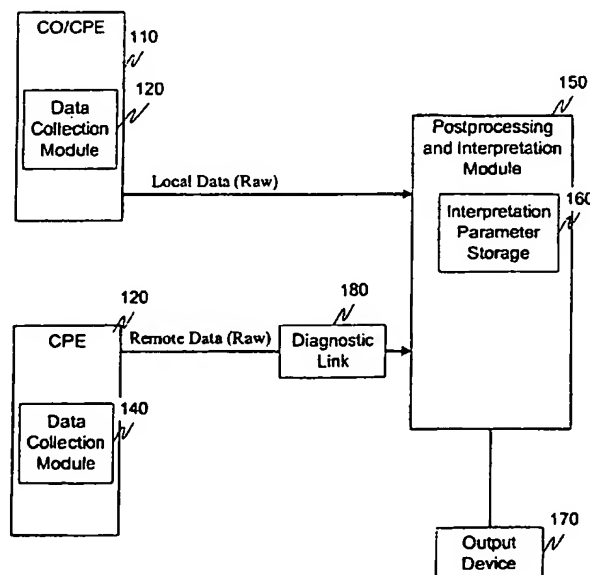 CO/CPE
110
120
Data
Collection
Module
Local Data (Raw)
150
Postprocessing
and Interpretation
Module
160
Interpretation
Parameter
Storage
120
CPE
Remote Data (Raw)
180
Diagnostic
Link
140
Data
Collection
Module
170
Output
Device